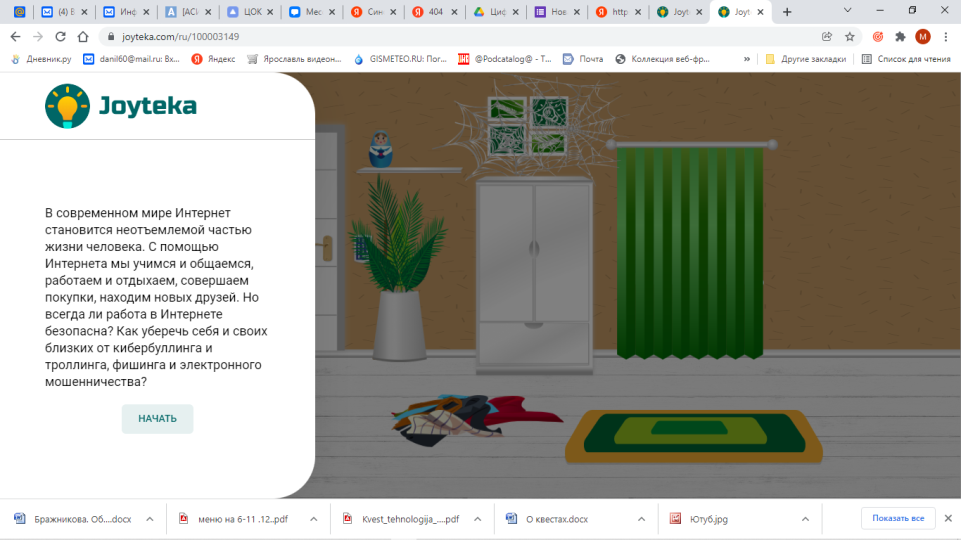 (4) В
Инф
[АСИ
ЦОК
Мес
Син
404
Циф
Нов
http
Joyt
Joyt
joyteka.com/ru/100003149
Дневник.ру
danil60@mail.ru: Вх...
Яндекс
Ярославль видеон...
GISMETEO.RU: Пог...
@Podcatalog@ - Т...
Почта
Коллекция веб-фр...
»
Другие закладки
Список для чтения
Joyteka
В современном мире Интернет
становится неотъемлемой частью
жизни человека. С помощью
Интернета мы учимся и общаемся,
работаем и отдыхаем, совершаем
покупки, находим новых друзей. Но
всегда ли работа в Интернете
безопасна? Как уберечь себя и своих
близких от кибербуллинга и
троллинга, фишинга и электронного
мошенничества?
НАЧАТЬ
Бражникова. Об....docx
меню на 6-11 .12..pdf
Kvest_tehnologija_....pdf
О квестах.docx
Ютуб.jpg
Показать все